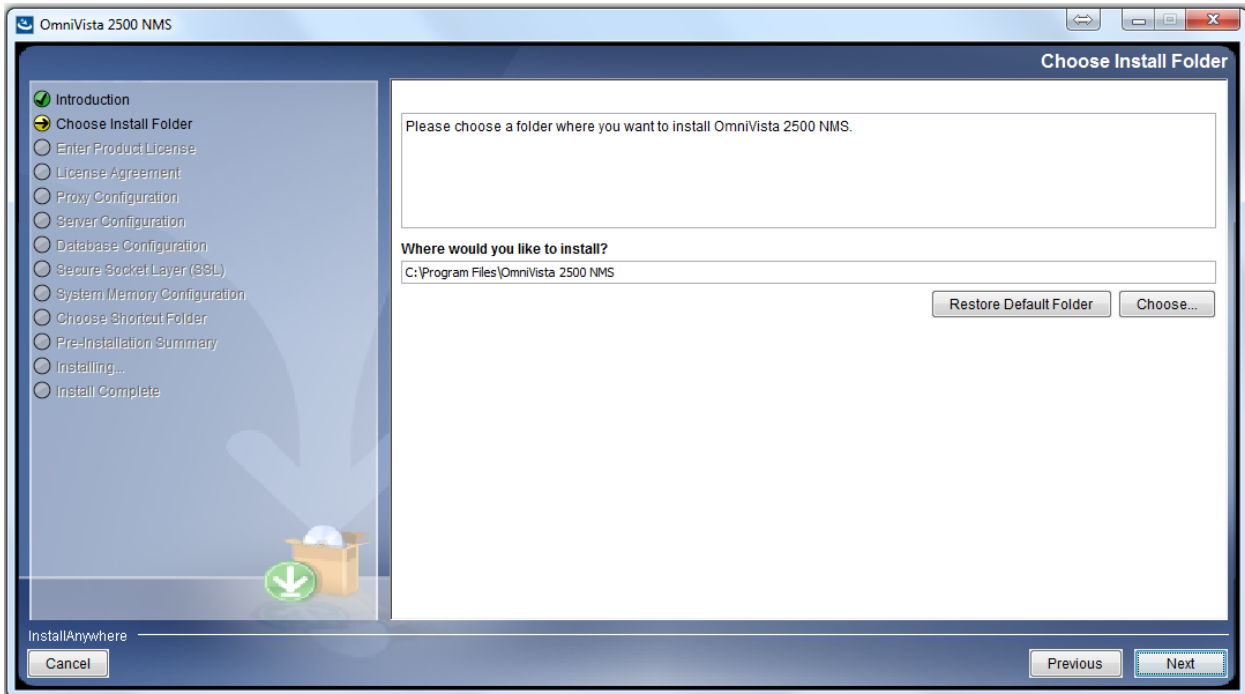 OmniVista 2500 NMS
Choose Install Folder
Introduction
Choose Install Folder
Enter Product License
License Agreement
Proxy Configuration
Server Configuration
Database Configuration
Secure Socket Layer (SSL)
System Memory Configuration
Choose Shortcut Folder
Pre-Installation Summary
Installing...
Install Complete
Please choose a folder where you want to install OmniVista 2500 NMS.
Where would you like to install?
C:\Program Files\OmniVista 2500 NMS
Restore Default Folder Choose...
InstallAnywhere
Cancel Previous Next